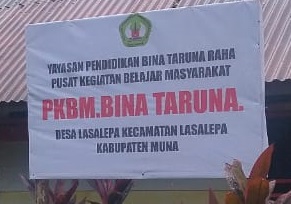 YAYASAN PENDIDIKAN BINA TARUNA RAHA
PUSAT KEGIATAN BELAJAR MASYARAKAT
PKBM.BINA TARUNA.
DESA LASALEPA KECAMATAN LASALEPA
KABUPATEN MUNA